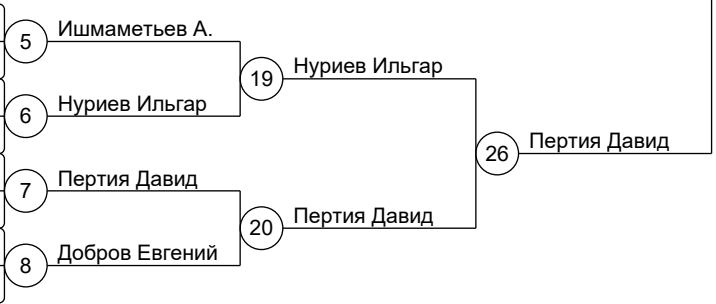 5 Ишмаметьев А.
19 Нуриев Ильгар
6 Нуриев Ильгар
26 Пертия Давид
7 Пертия Давид
20 Пертия Давид
8 Добров Евгений